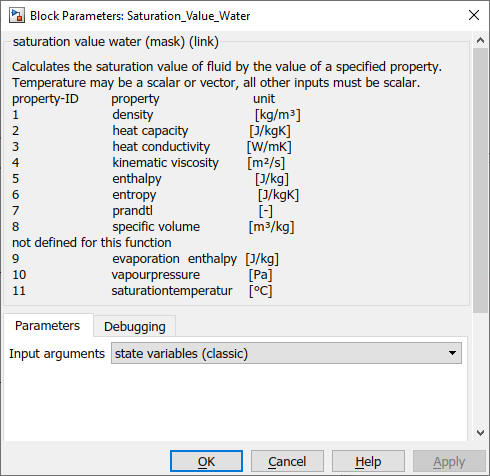 Block Parameters: Saturation_Value_Water
saturation value water (mask) (link)
Calculates the saturation value of fluid by the value of a specified property.
Temperature may be a scalar or vector, all other inputs must be scalar.
property-ID property unit
1 density [kg/m³]
2 heat capacity [J/kgK]
3 heat conductivity [W/mK]
4 kinematic viscosity [m²/s]
5 enthalpy [J/kg]
6 entropy [J/kgK]
7 prandtl [-]
8 specific volume [m³/kg]
not defined for this function
9 evaporation enthalpy [J/kg]
10 vapourpressure [Pa]
11 saturationtemperatur [°C]
Parameters Debugging
Input arguments state variables (classic)
OK Cancel Help Apply